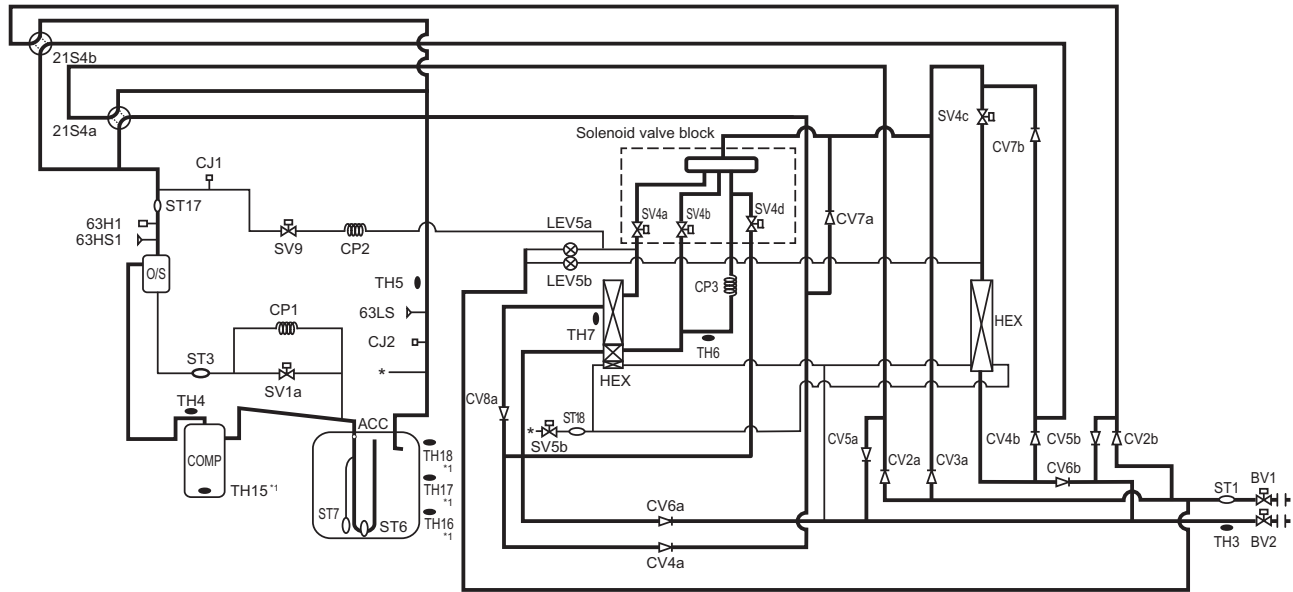 21S4b
21S4a
Solenoid valve block
SV4c
CV7b
CJ1
ST17
63H1
63HS1
SV9
CP2
LEV5a
SV4a
SV4b
SV4d
CV7a
O/S
TH5
LEV5b
CP3
63LS
CP1
TH7
TH6
HEX
CJ2
ST3
SV1a
*
HEX
TH4
CV8a
ACC
* SV5b
ST18
CV5a
CV2a
CV3a
CV4b
CV5b
CV2b
COMP
TH15*1
TH18
*1
TH17
*1
TH16
*1
CV6b
ST1
BV1
ST7
ST6
CV6a
CV4a
TH3
BV2